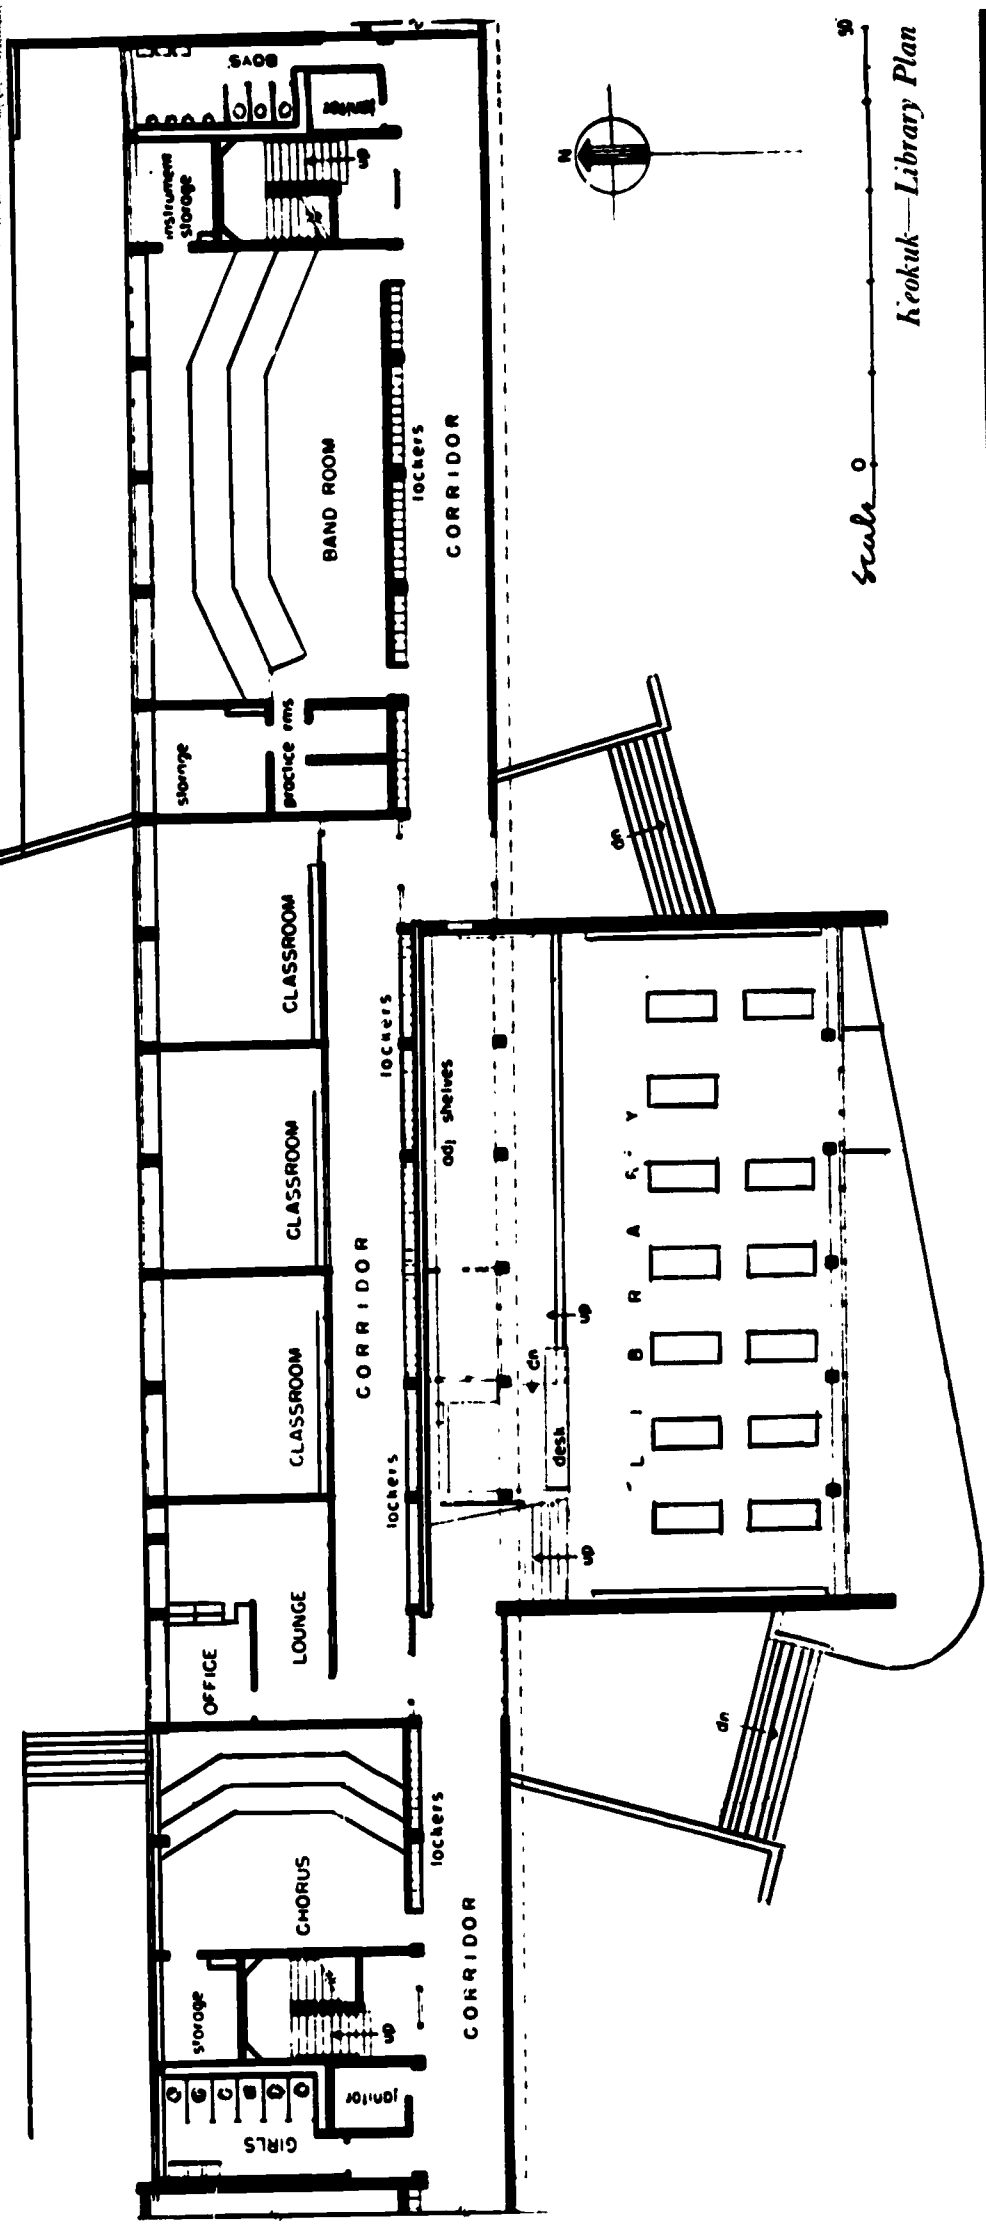 GIRLS
janitor
storage
up
CHORUS
lockers
CORRIDOR
OFFICE
LOUNGE
lockers
CORRIDOR
CLASSROOM
CLASSROOM
CLASSROOM
lockers
storage
practice rms
BAND ROOM
lockers
CORRIDOR
instrument
storage
up
BOYS
janitor
adj shelves
desk
dn
up
up
LIBRARY
dn
dn
N
Scale 0 50
Keokuk—Library Plan